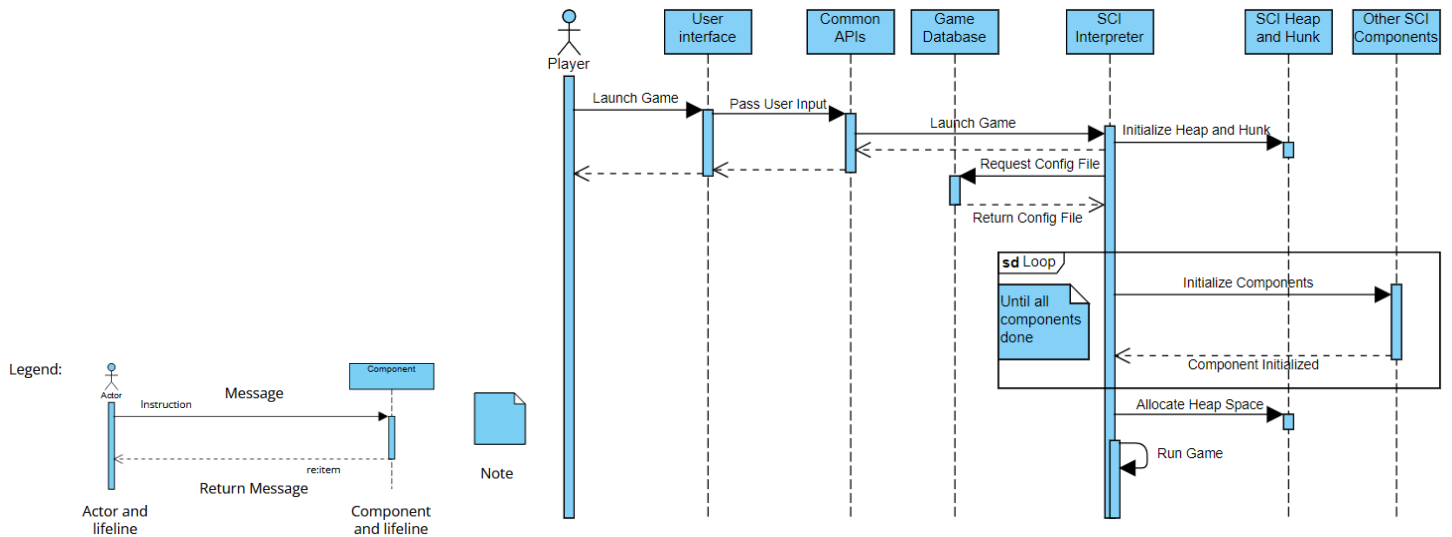 Player
User
interface
Common
APIs
Game
Database
SCI
Interpreter
SCI Heap
and Hunk
Other SCI
Components
Launch Game
Pass User Input
Launch Game
Initialize Heap and Hunk
Request Config File
Return Config File
sd Loop
Until all
components
done
Initialize Components
Component Initialized
Allocate Heap Space
Run Game
Legend:
Actor
Component
Message
Instruction
re:item
Return Message
Note
Actor and
lifeline
Component
and lifeline